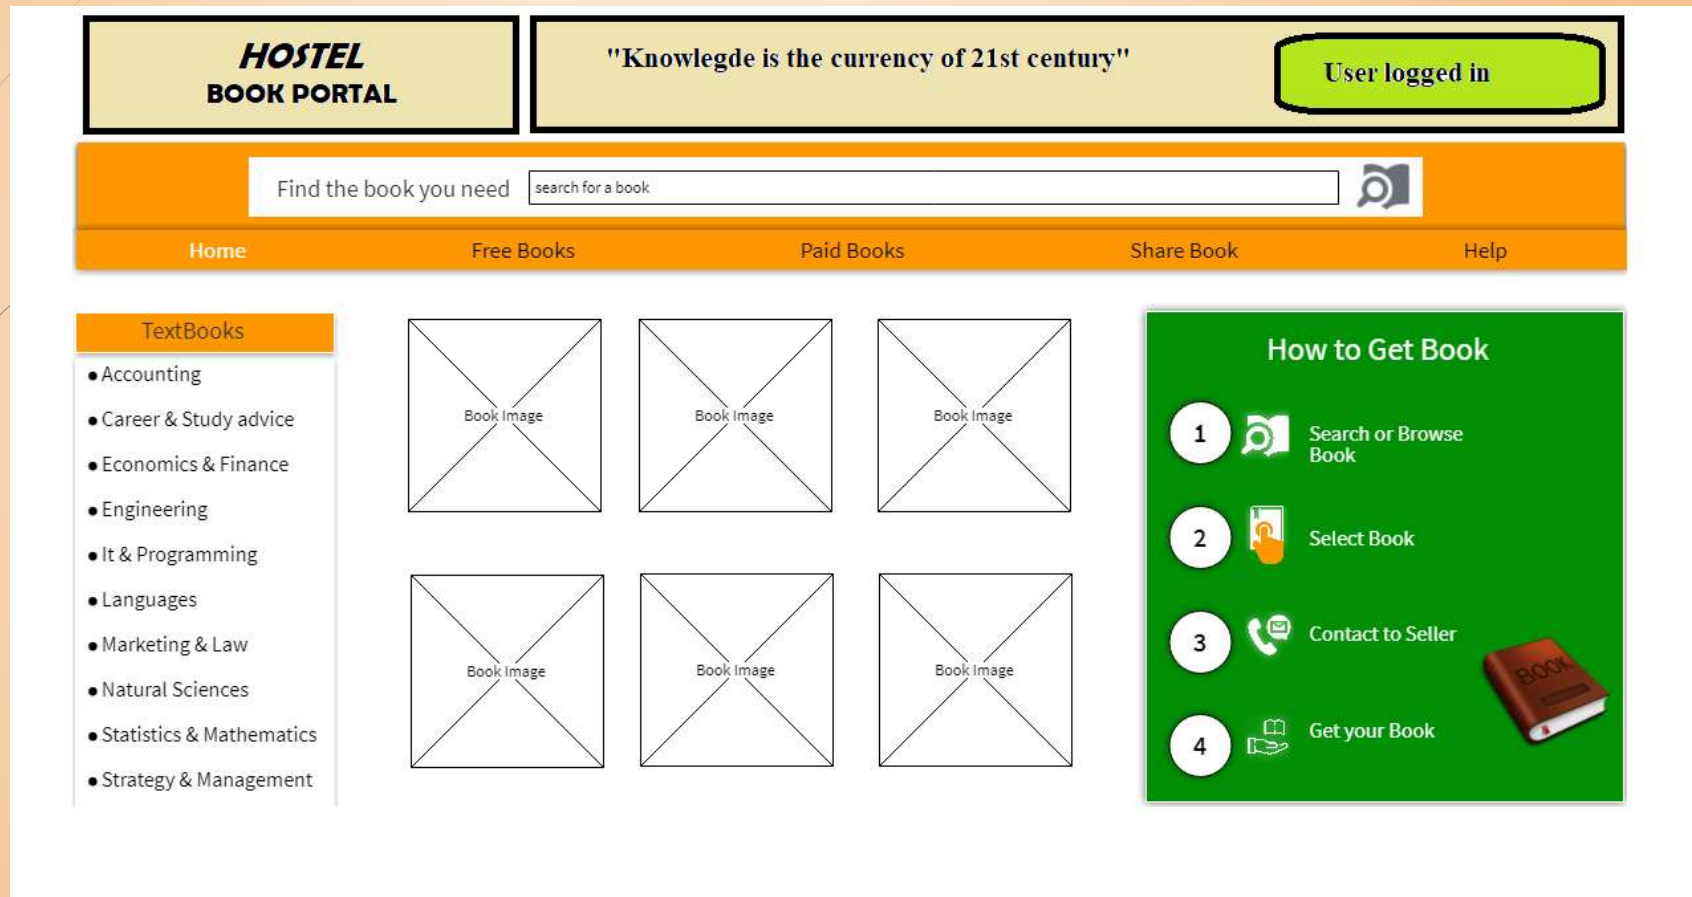 HOSTEL
BOOK PORTAL
"Knowlegde is the currency of 21st century"
User logged in
Find the book you need
search for a book
Home
Free Books
Paid Books
Share Book
Help
TextBooks
Accounting
Career & Study advice
Economics & Finance
Engineering
It & Programming
Languages
Marketing & Law
Natural Sciences
Statistics & Mathematics
Strategy & Management
Book Image
Book Image
Book Image
Book Image
Book Image
Book Image
How to Get Book
1
Search or Browse
Book
2
Select Book
3
Contact to Seller
4
Get your Book
BOOK